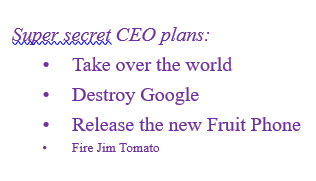 Super secret CEO plans:
• Take over the world
• Destroy Google
• Release the new Fruit Phone
• Fire Jim Tomato